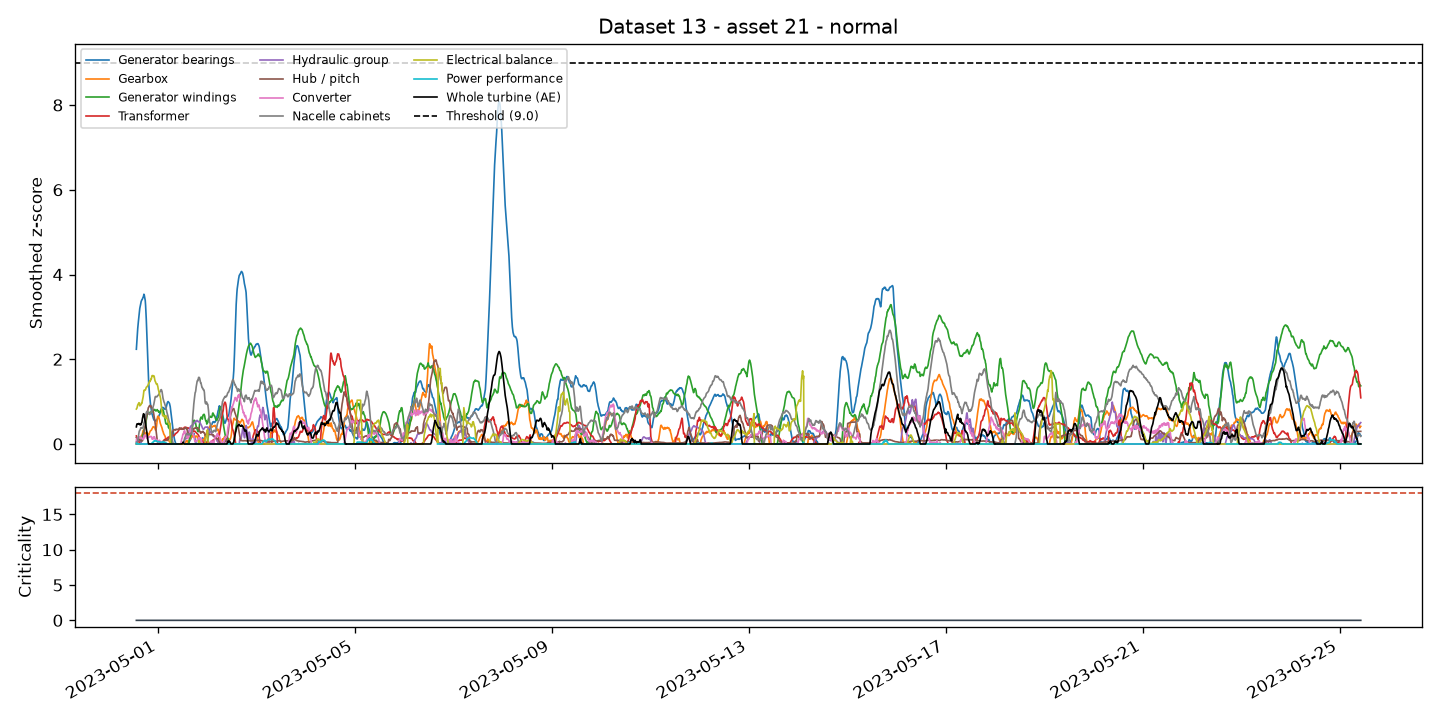 Dataset 13 - asset 21 - normal
Generator bearings
Gearbox
Generator windings
Transformer
Hydraulic group
Hub / pitch
Converter
Nacelle cabinets
Electrical balance
Power performance
Whole turbine (AE)
Threshold (9.0)
Smoothed z-score
8
6
4
2
0
Criticality
15
10
5
0
2023-05-01
2023-05-05
2023-05-09
2023-05-13
2023-05-17
2023-05-21
2023-05-25